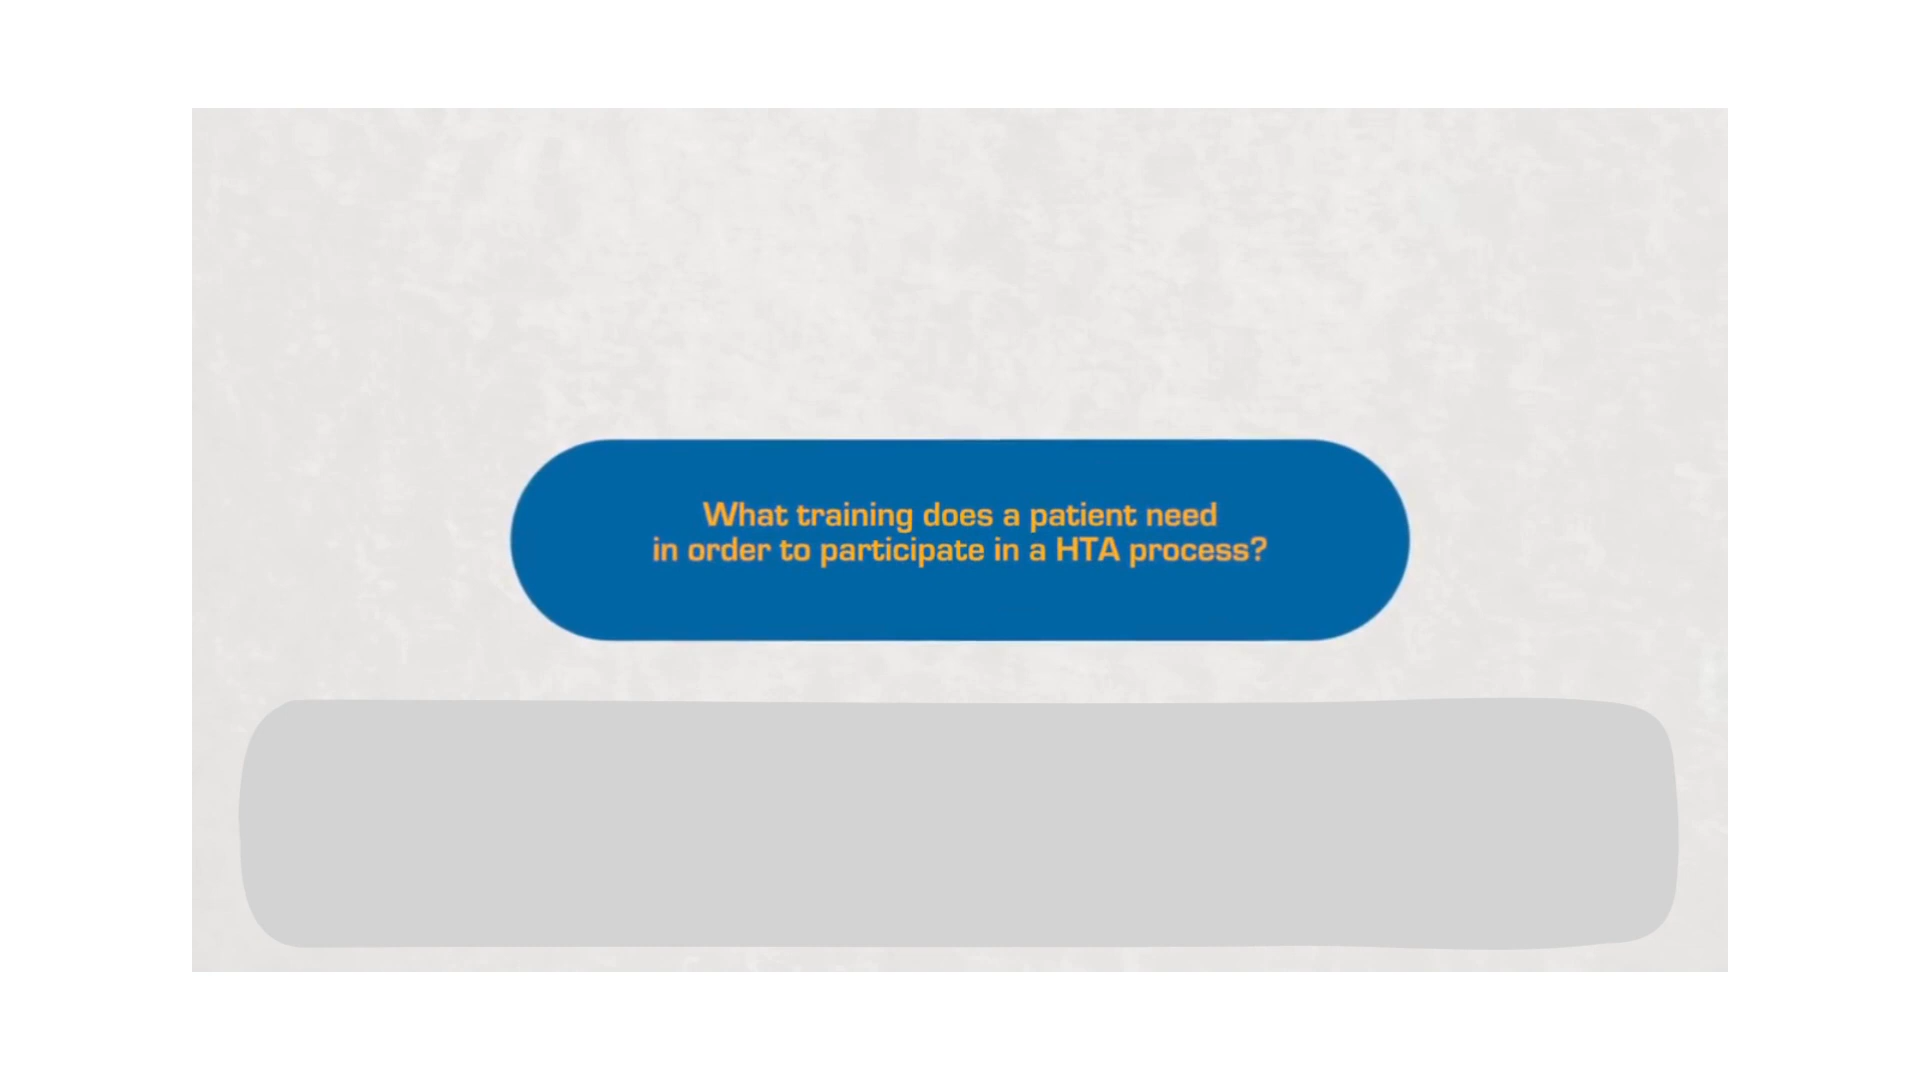 What training does a patient need
in order to participate in a HTA process?